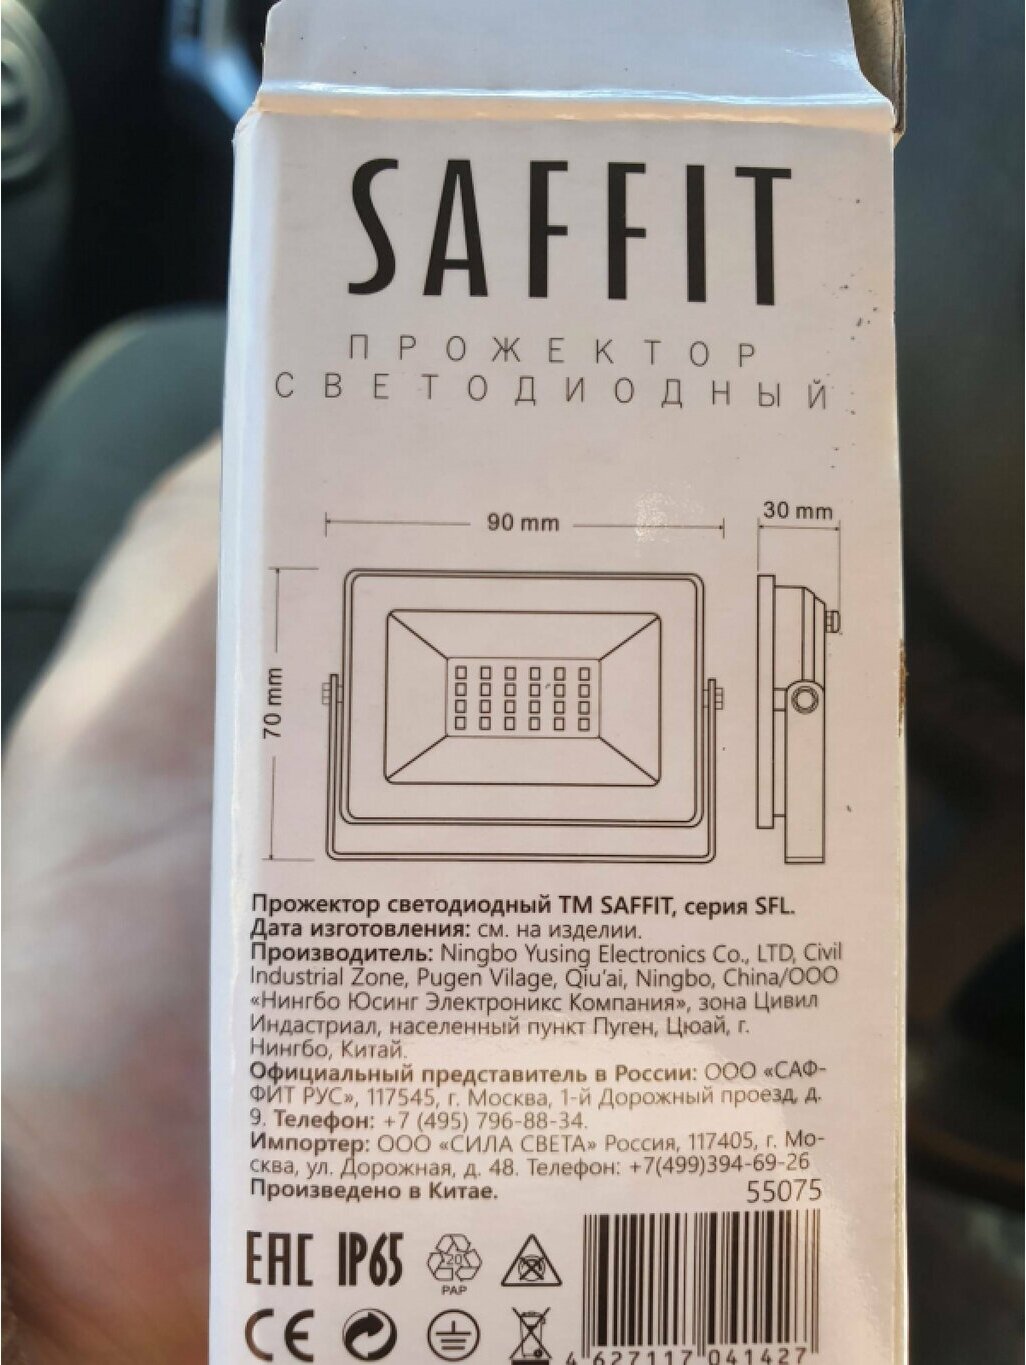 SAFFIT
ПРОЖЕКТОР
СВЕТОДИОДНЫЙ
90 mm
30 mm
70 mm
Прожектор светодиодный ТМ SAFFIT, серия SFL.
Дата изготовления: см. на изделии.
Производитель: Ningbo Yusing Electronics Co., LTD, Civil
Industrial Zone, Pugen Vilage, Qiu'ai, Ningbo, China/ООО
«Нингбо Юсинг Электроникс Компания», зона Цивил
Индастриал, населенный пункт Пуген, Цюай, г.
Нингбо, Китай.
Официальный представитель в России: ООО «САФ-
ФИТ РУС», 117545, г. Москва, 1-й Дорожный проезд, д.
9. Телефон: +7 (495) 796-88-34.
Импортер: ООО «СИЛА СВЕТА» Россия, 117405, г. Мо-
сква, ул. Дорожная, д. 48. Телефон: +7(499)394-69-26
Произведено в Китае.
55075
EAC IP65
20
PAP
CE
4 627117 041427